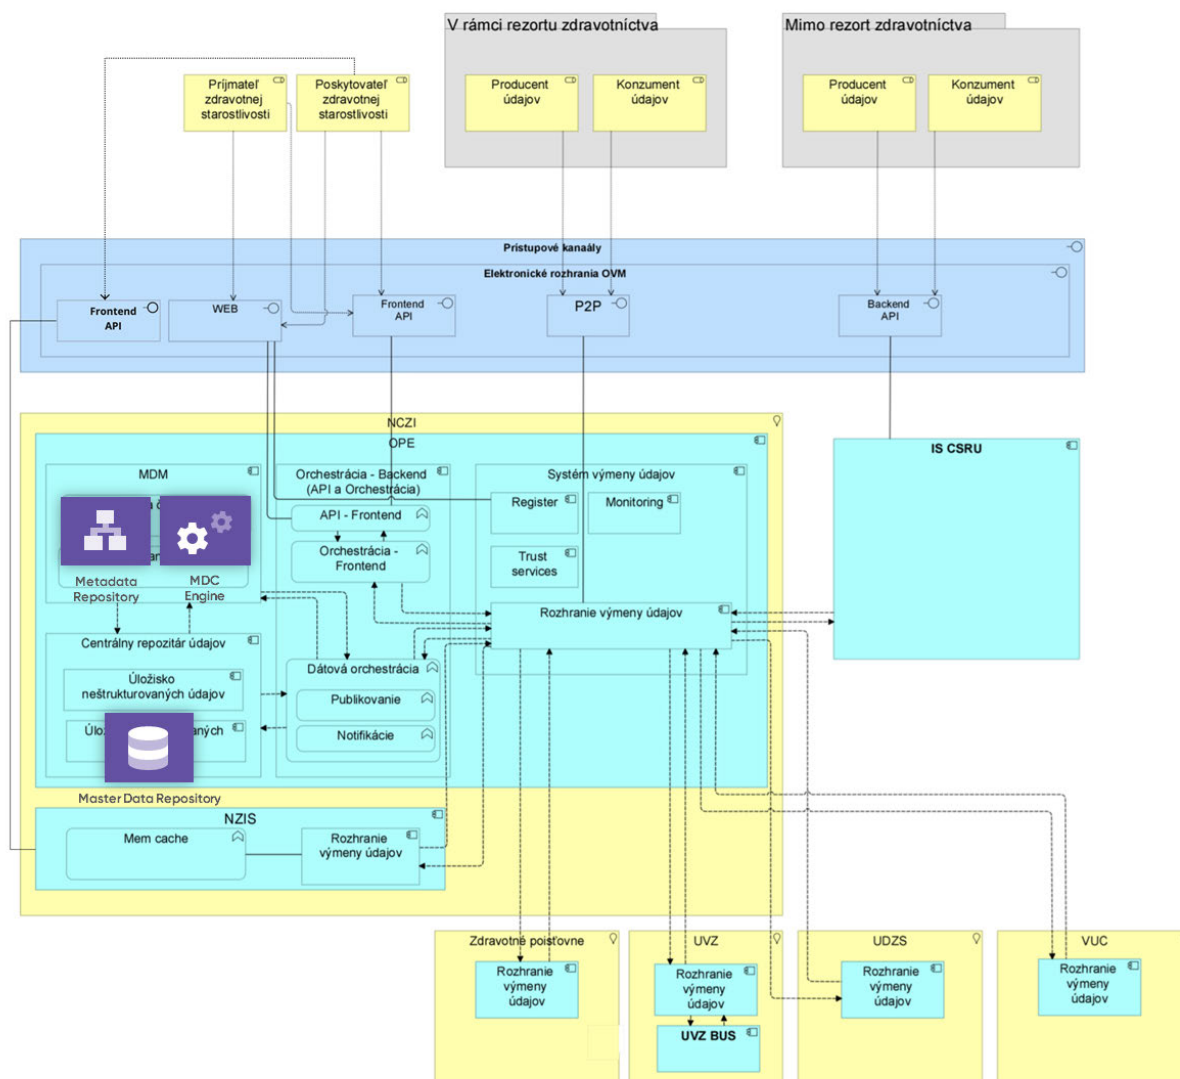 V rámci rezortu zdravotníctva
Mimo rezort zdravotníctva
Príjmateľ
zdravotnej
starostlivosti
Poskytovateľ
zdravotnej
starostlivosti
Producent
údajov
Konzument
údajov
Producent
údajov
Konzument
údajov
Prístupové kanaály
Elektronické rozhrania OVM
Frontend
API
WEB
Frontend
API
P2P
Backend
API
NCZI
OPE
IS CSRU
MDM
Orchestrácia - Backend
(API a Orchestrácia)
Systém výmeny údajov
Register
Monitoring
API - Frontend
Orchestrácia -
Frontend
Trust
services
Metadata
Repository
MDC
Engine
Rozhranie výmeny údajov
Centrálny repozitár údajov
Úložisko
neštrukturovaných údajov
Dátová orchestrácia
Publikovanie
Notifikácie
Master Data Repository
NZIS
Mem cache
Rozhranie
výmeny údajov
Zdravotné poisťovne
UVZ
UDZS
VUC
Rozhranie
výmeny
údajov
Rozhranie
výmeny
údajov
Rozhranie
výmeny
údajov
Rozhranie
výmeny
údajov
UVZ BUS